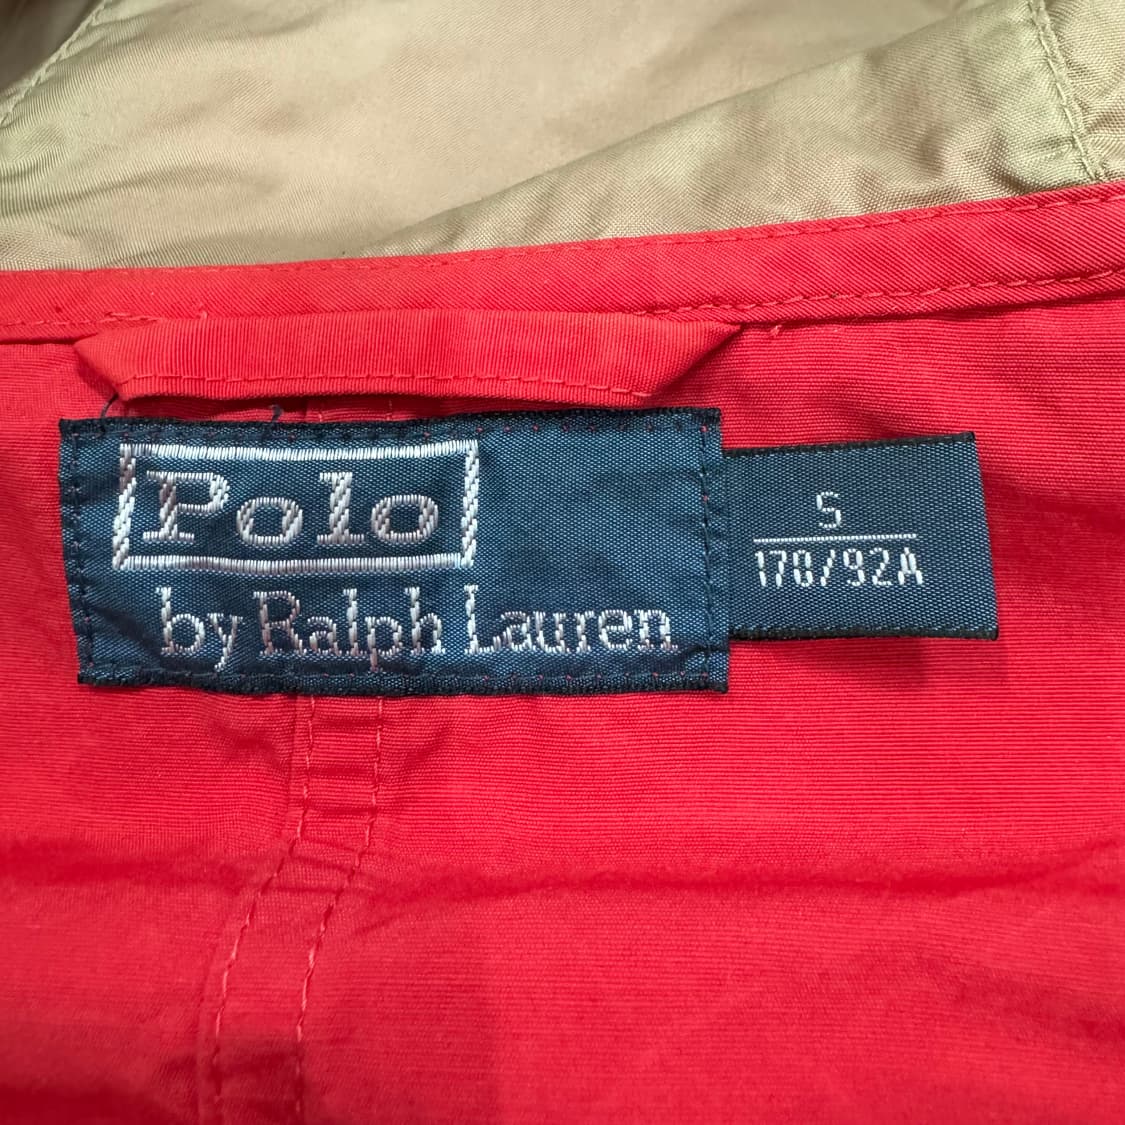 Polo
by Ralph Lauren
S
170/92A